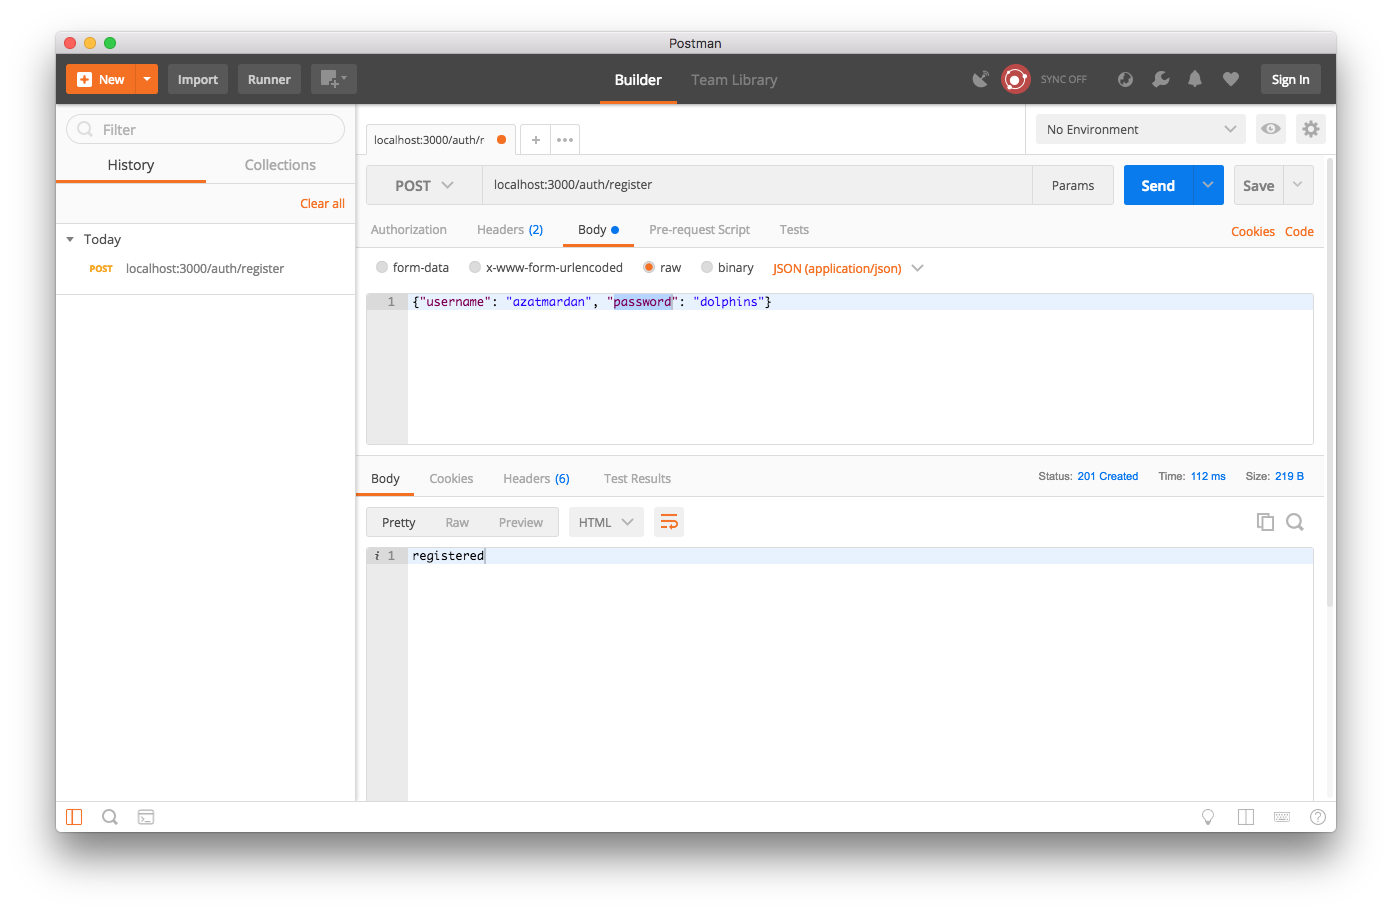 Postman
New Import Runner Builder Team Library SYNC OFF Sign In
Filter
History Collections
Clear all
Today
POST localhost:3000/auth/register
localhost:3000/auth/r + ••• No Environment
POST localhost:3000/auth/register Params Send Save
Authorization Headers (2) Body Pre-request Script Tests Cookies Code
form-data x-www-form-urlencoded raw binary JSON (application/json)
1 {"username": "azatmardan", "password": "dolphins"}
Body Cookies Headers (6) Test Results Status: 201 Created Time: 112 ms Size: 219 B
Pretty Raw Preview HTML
i 1 registered